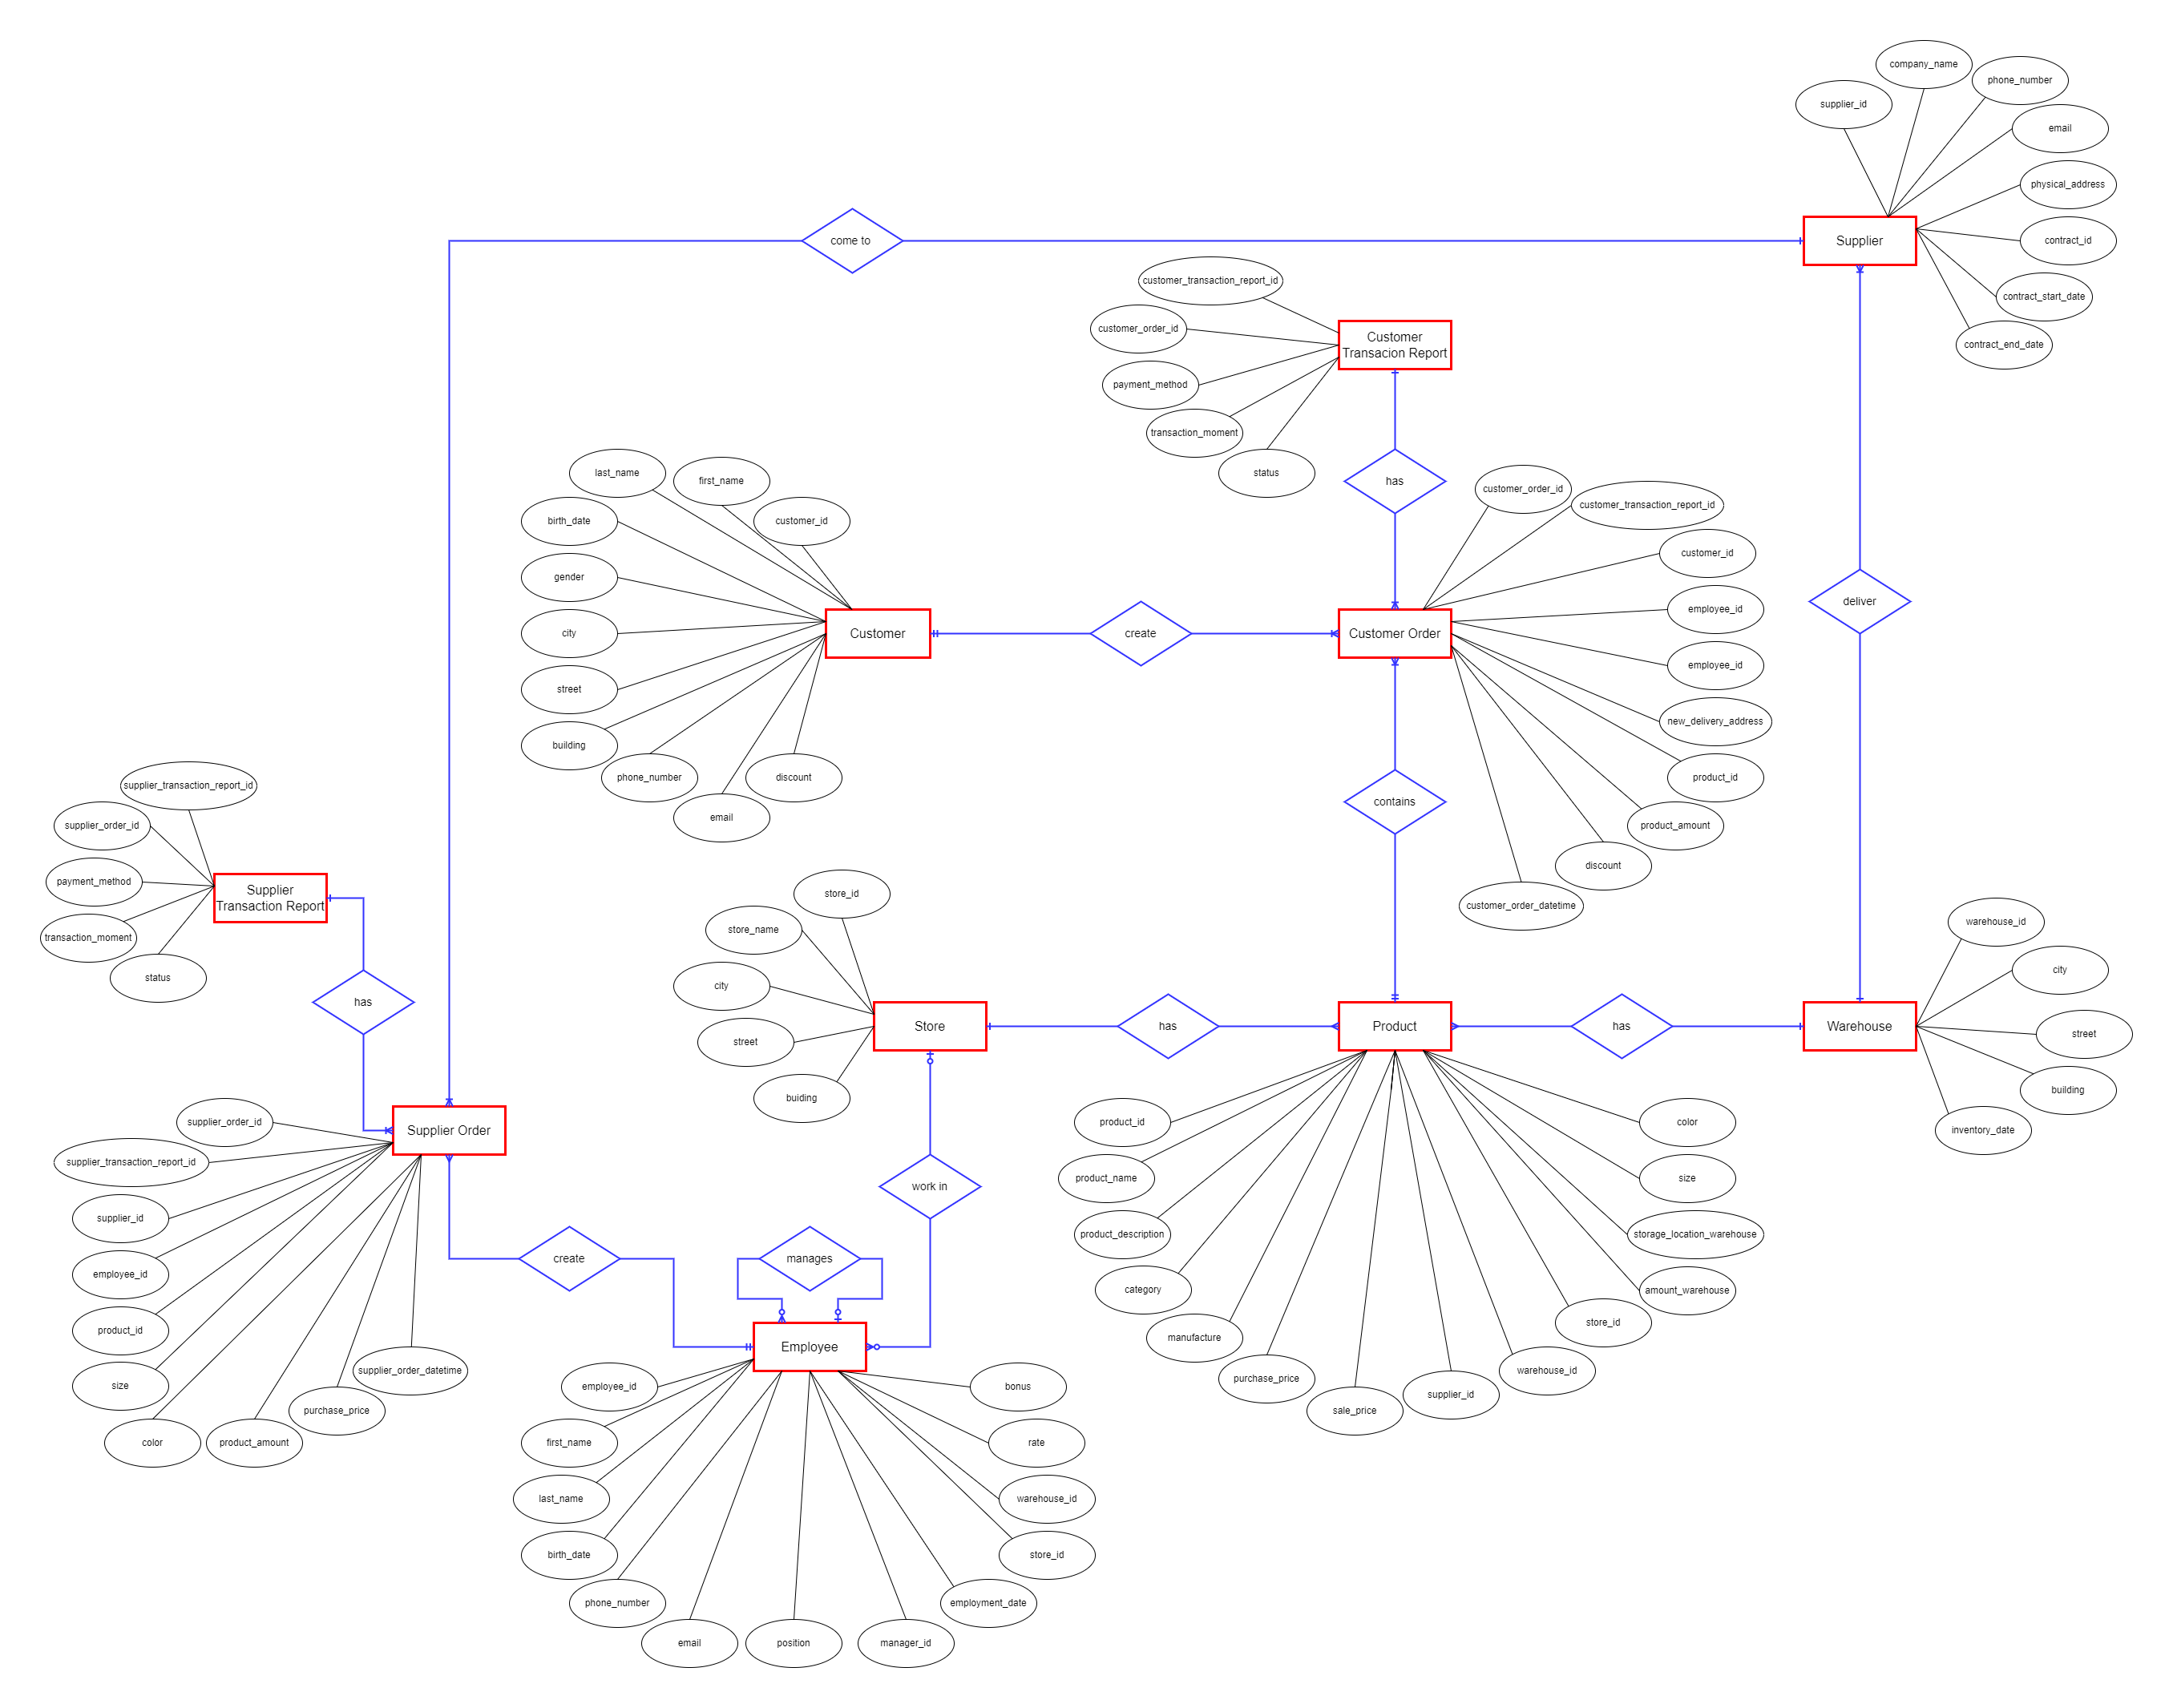 company_name
phone_number
supplier_id
email
physical_address
come to
Supplier
contract_id
customer_transaction_report_id
contract_start_date
customer_order_id
Customer
Transacion Report
contract_end_date
payment_method
transaction_moment
last_name
first_name
status
has
customer_order_id
customer_transaction_report_id
birth_date
customer_id
customer_id
gender
employee_id
deliver
city
Customer
create
Customer Order
employee_id
street
new_delivery_address
building
phone_number
discount
product_id
supplier_transaction_report_id
contains
email
product_amount
supplier_order_id
discount
payment_method
Supplier
Transaction Report
store_id
customer_order_datetime
warehouse_id
store_name
transaction_moment
city
city
status
has
Store
has
Product
has
Warehouse
street
street
building
buiding
supplier_order_id
product_id
color
Supplier Order
inventory_date
supplier_transaction_report_id
product_name
size
work in
supplier_id
product_description
storage_location_warehouse
create
manages
employee_id
category
amount_warehouse
product_id
manufacture
store_id
Employee
supplier_order_datetime
purchase_price
warehouse_id
size
employee_id
bonus
supplier_id
purchase_price
sale_price
color
product_amount
first_name
rate
last_name
warehouse_id
birth_date
store_id
phone_number
employment_date
email
position
manager_id